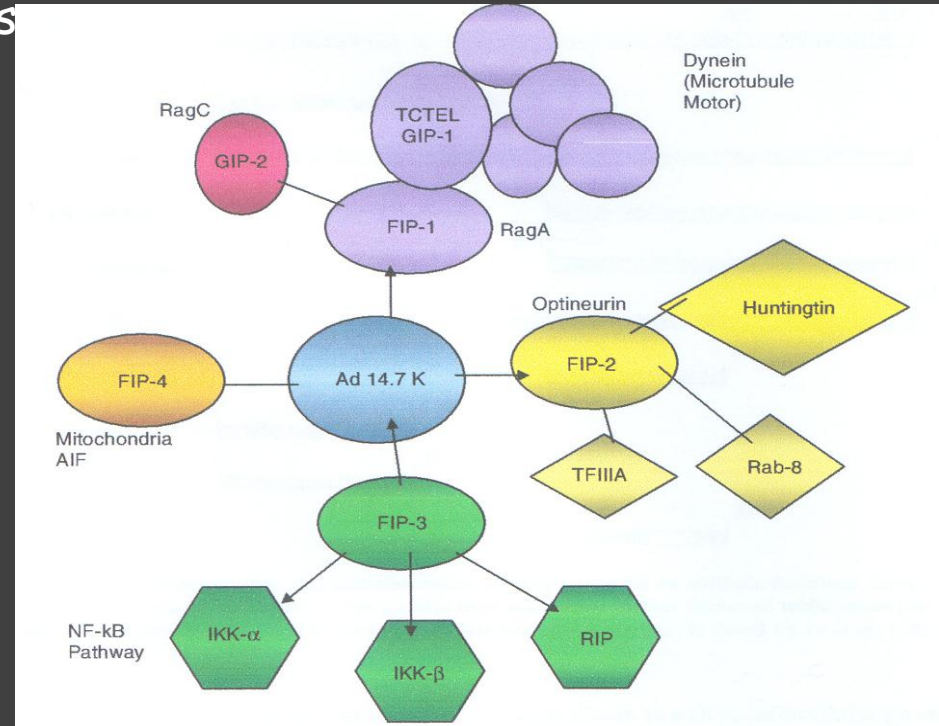 s
Dynein
(Microtubule
Motor)
RagC
TCTEL
GIP-1
GIP-2
FIP-1
RagA
Optineurin
Huntingtin
FIP-2
FIP-4
Ad 14.7 K
Mitochondria
AIF
TFIIIA
Rab-8
FIP-3
NF-kB
Pathway
IKK-α
IKK-β
RIP